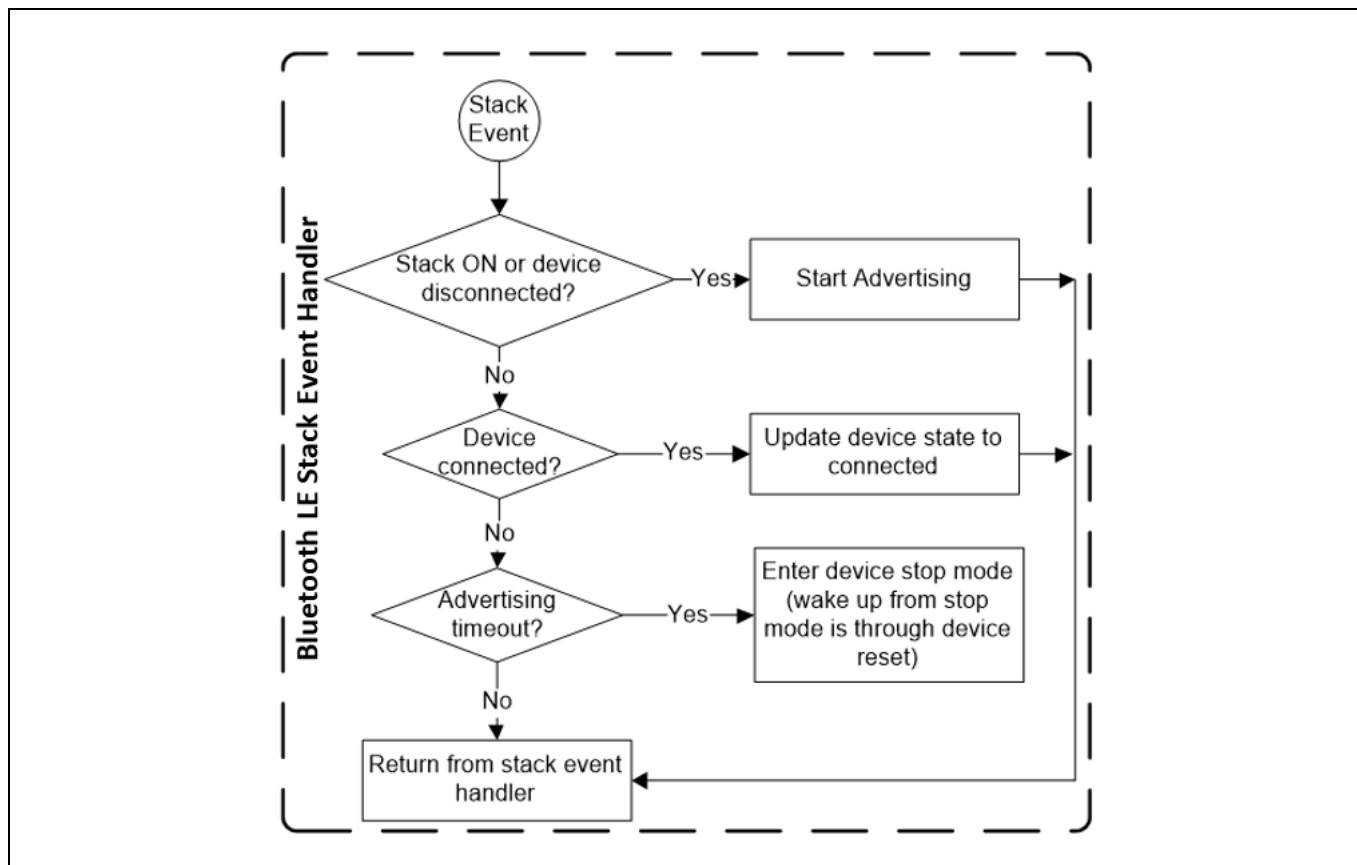 Bluetooth LE Stack Event Handler
Stack
Event
Stack ON or device
disconnected?
Yes
Start Advertising
No
Device
connected?
Yes
Update device state to
connected
No
Advertising
timeout?
Yes
Enter device stop mode
(wake up from stop
mode is through device
reset)
No
Return from stack event
handler